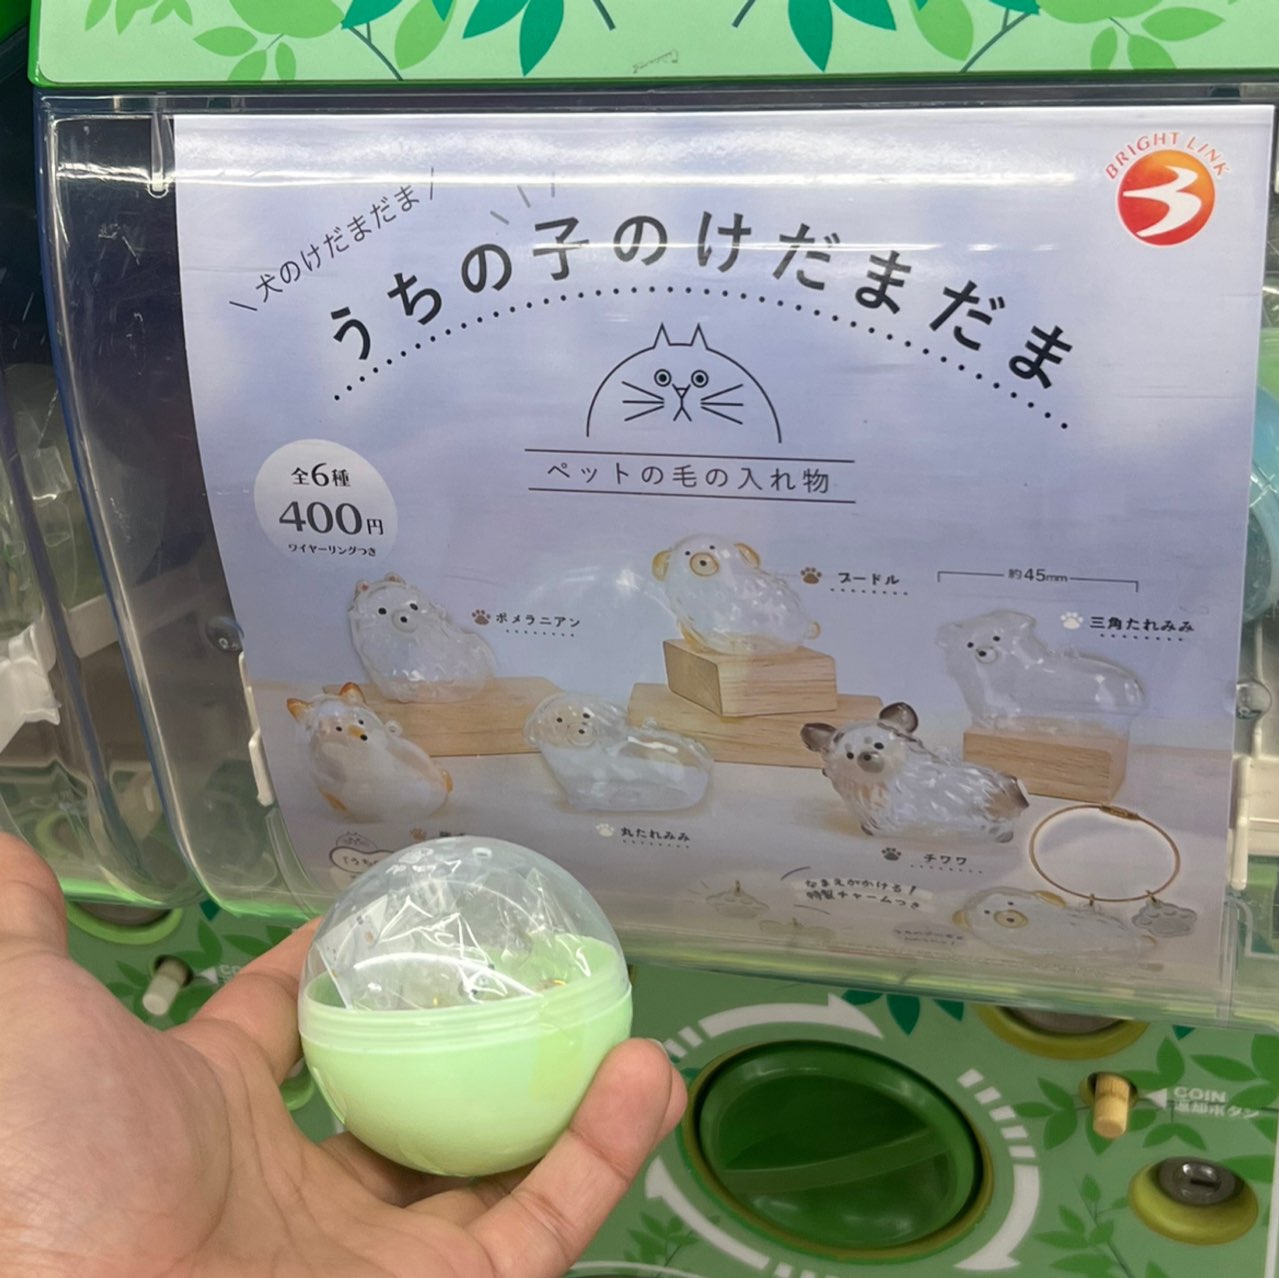 BRIGHT LINK
犬のけだまだま
うちの子のけだまだま
ペットの毛の入れ物
全6種
400円
ワイヤーリングつき
プードル
約45mm
ポメラニアン
三角たれみみ
丸たれみみ
チワワ
なまえがかける!
特製チャームつき
COIN
返却ボタン